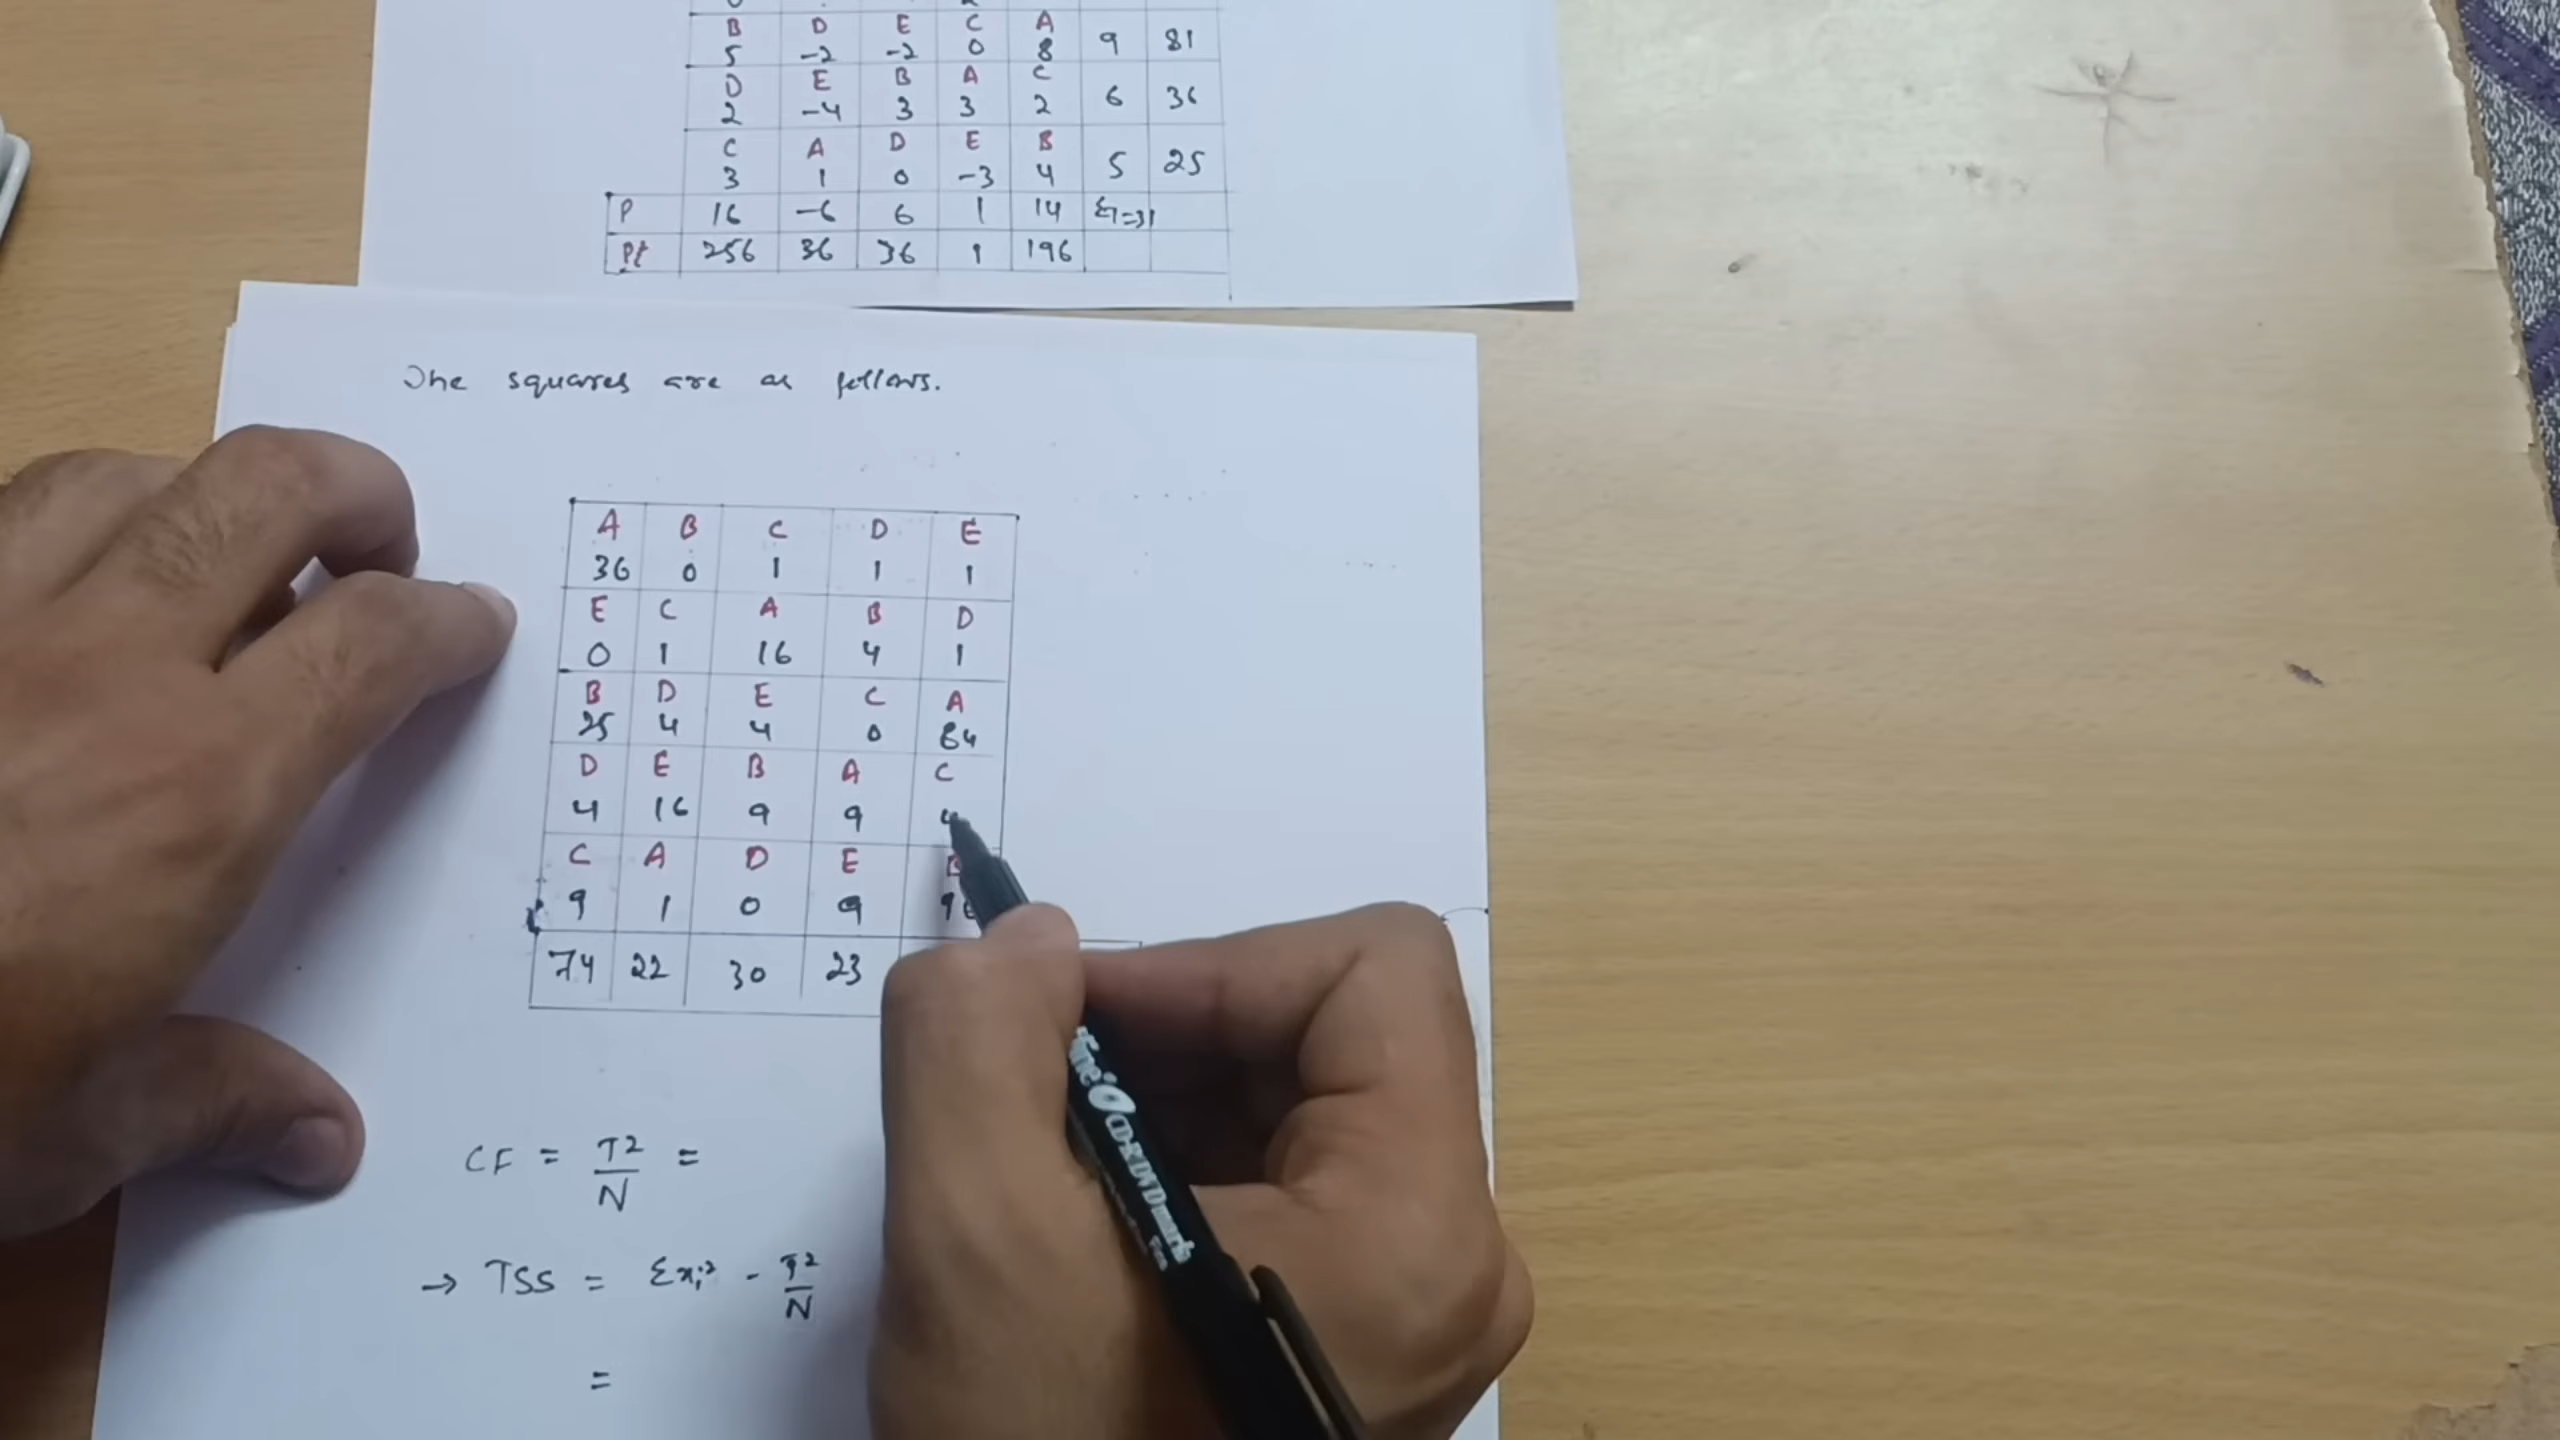 B D E C A
5 -2 -2 0 8 9 81
D E B A C
2 -4 3 3 2 6 36
C A D E B
3 1 0 -3 4 5 25
P 16 -6 6 1 14 Σ=31
256 36 36 1 196
The squares are as follows.
A B C D E
36 0 1 1 1
E C A B D
0 1 16 4 1
B D E C A
25 4 4 0 64
D E B A C
4 16 9 9 4
C A D E B
9 1 0 9
74 22 30 23
CF = T²/N =
→ TSS = Σxi² - T²/N
=